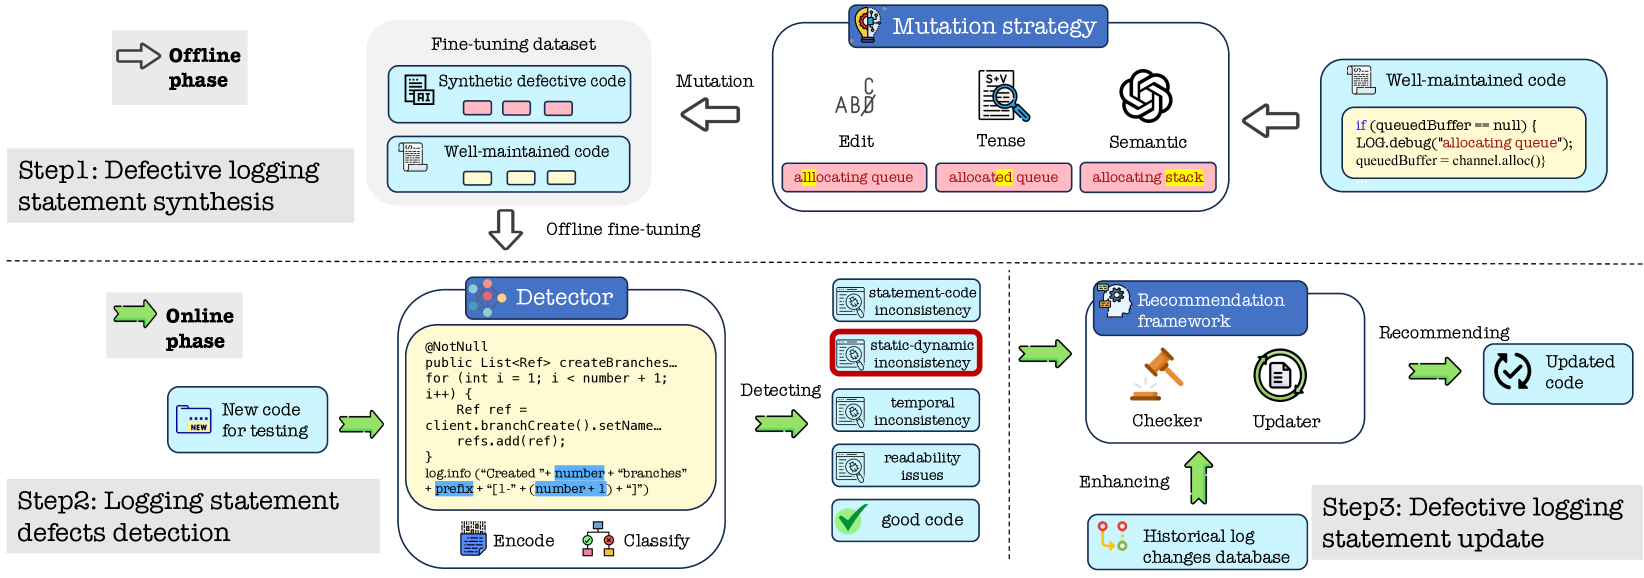 Offline
phase
Step1: Defective logging
statement synthesis
Fine-tuning dataset
Synthetic defective code
AI
Well-maintained code
Mutation
Mutation strategy
C
ABD
Edit
S+V
Tense
Semantic
alllocating queue
allocated queue
allocating stack
Well-maintained code
if (queuedBuffer == null) {
LOG.debug("allocating queue");
queuedBuffer = channel.alloc()}
Offline fine-tuning
Online
phase
New code
for testing
NEW
Step2: Logging statement
defects detection
Detector
@NotNull
public List<Ref> createBranches…
for (int i = 1; i < number + 1;
i++) {
Ref ref =
client.branchCreate().setName…
refs.add(ref);
}
log.info (“Created ”+ number + “branches”
+ prefix + “[1-” + (number + 1) + “]”)
Encode
Classify
Detecting
statement-code
inconsistency
static-dynamic
inconsistency
temporal
inconsistency
readability
issues
good code
Recommendation
framework
Checker
Updater
Recommending
Updated
code
Enhancing
Historical log
changes database
Step3: Defective logging
statement update